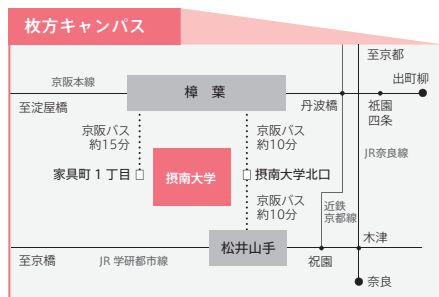 枚方キャンパス
至京都
京阪本線
樟 葉
出町柳
至淀屋橋
丹波橋
祇園
四条
京阪バス
約15分
京阪バス
約10分
JR奈良線
家具町1丁目
摂南大学
摂南大学北口
京阪バス
約10分
近鉄
京都線
松井山手
木津
至京橋
JR 学研都市線
祝園
奈良